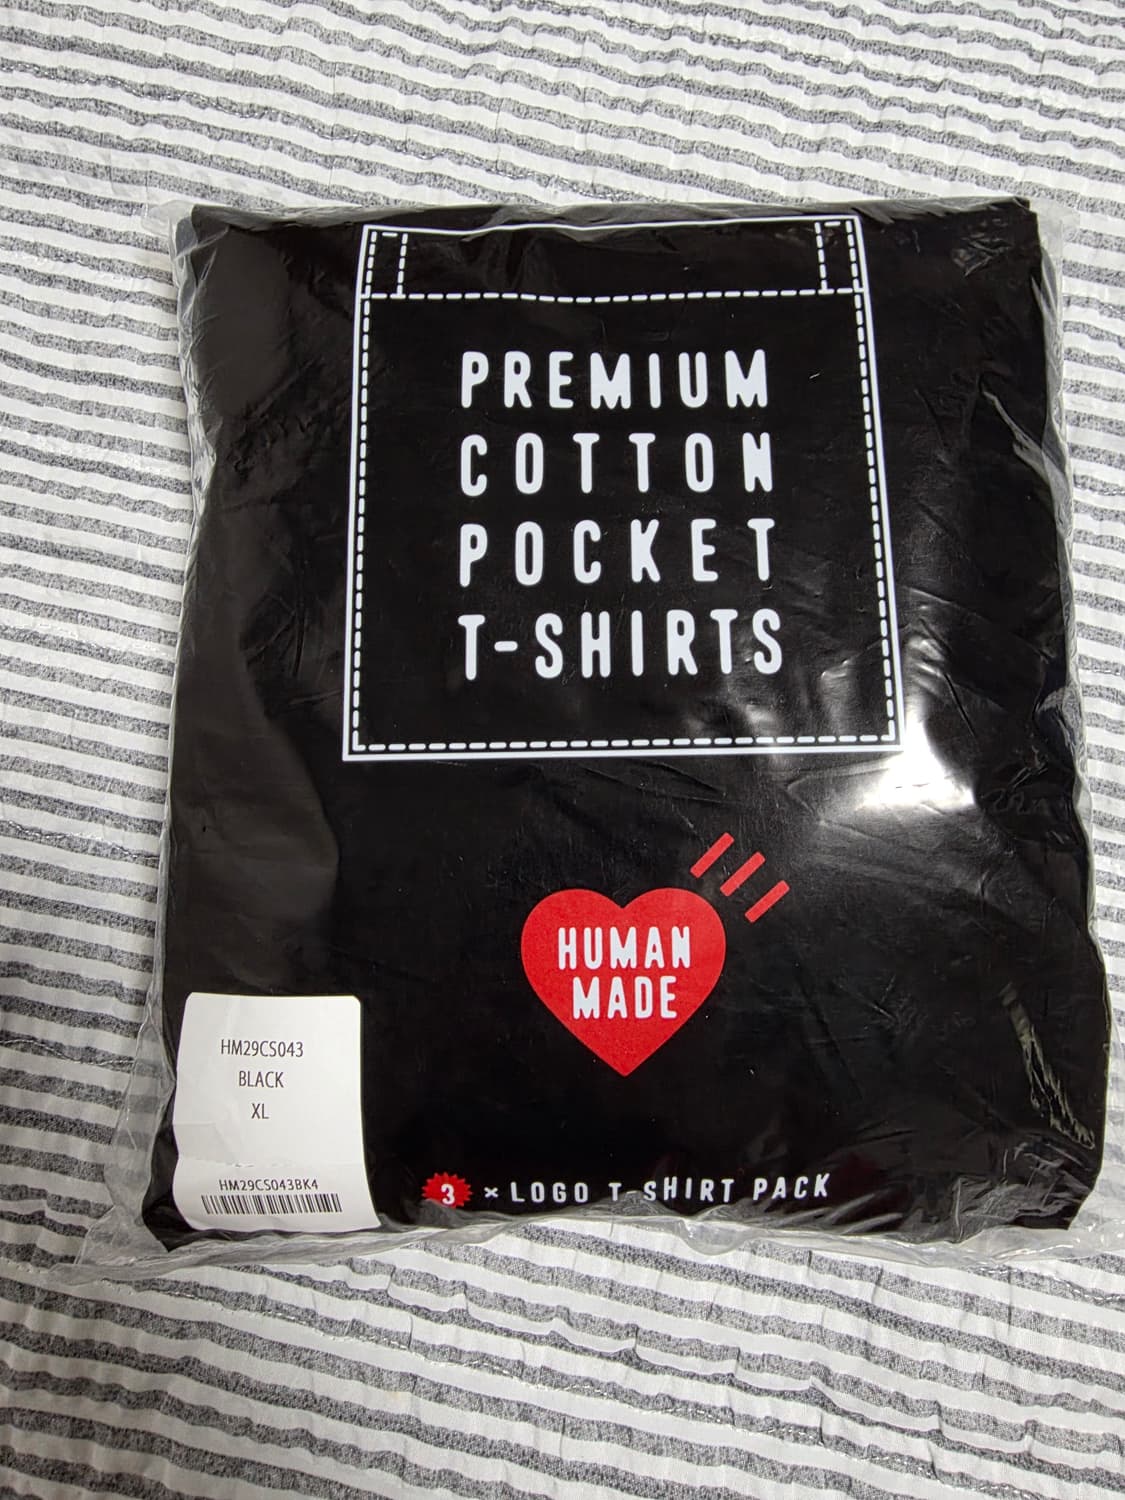 PREMIUM
COTTON
POCKET
T-SHIRTS
HUMAN
MADE
HM29CS043
BLACK
XL
HM29CS043BK4
3 × LOGO T-SHIRT PACK